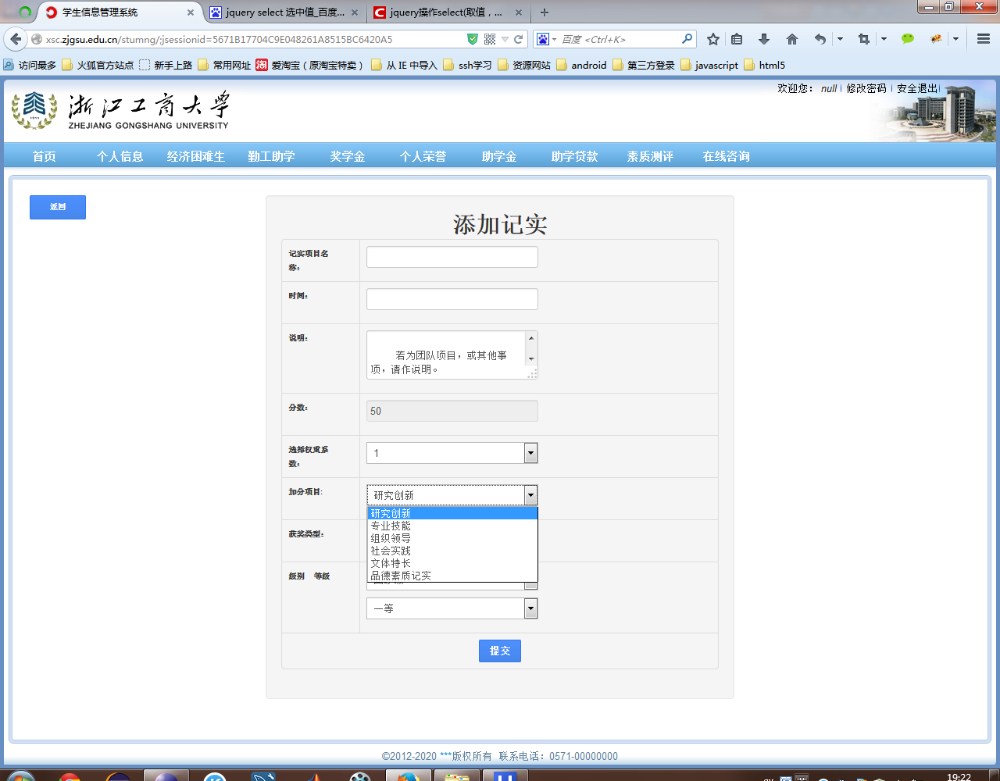 学生信息管理系统
jquery select 选中值_百度...
jquery操作select(取值，...
xsc.zjgsu.edu.cn/stumng/;jsessionid=5671B17704C9E048261A8515BC6420A5
百度 <Ctrl+K>
访问最多 火狐官方站点 新手上路 常用网址 淘 爱淘宝（原淘宝特卖） 从 IE 中导入 ssh学习 资源网站 android 第三方登录 javascript html5
欢迎您： null | 修改密码 | 安全退出|
浙江工商大学
ZHEJIANG GONGSHANG UNIVERSITY
首页 个人信息 经济困难生 勤工助学 奖学金 个人荣誉 助学金 助学贷款 素质测评 在线咨询
返回
添加记实
记实项目名
称：
时间：
说明：
若为团队项目，或其他事
项，请作说明。
分数：
50
选择权重系
数：
1
加分项目:
研究创新
研究创新
专业技能
组织领导
社会实践
文体特长
品德素质记实
获奖类型：
级别 等级
一等
提交
©2012-2020 ***版权所有 联系电话：0571-00000000
19:22